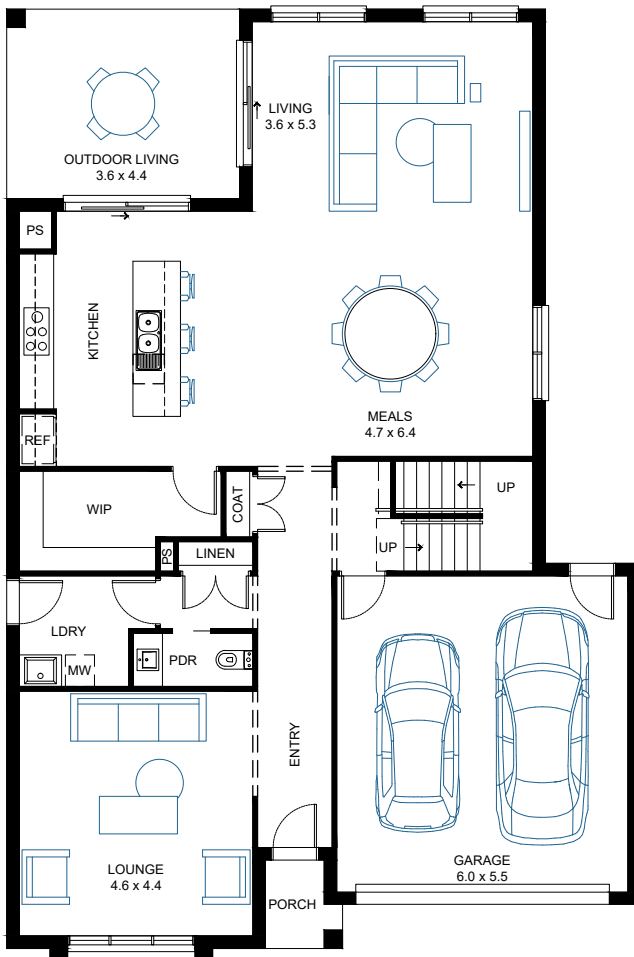 LIVING
3.6 x 5.3
OUTDOOR LIVING
3.6 x 4.4
PS
KITCHEN
MEALS
4.7 x 6.4
REF
WIP
COAT
UP
UP
PS
LINEN
LDRY
MW
PDR
ENTRY
LOUNGE
4.6 x 4.4
GARAGE
6.0 x 5.5
PORCH